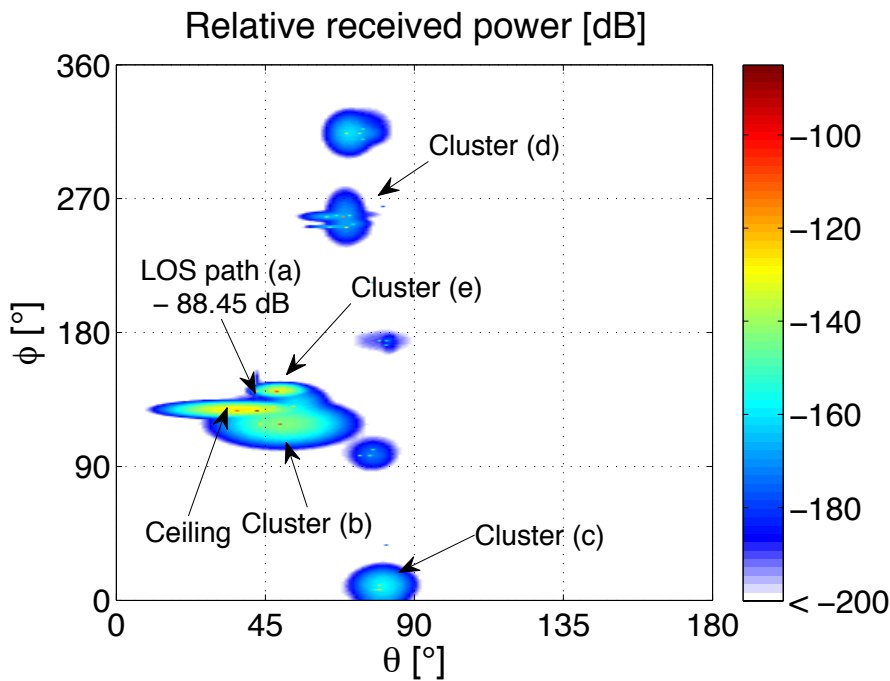 Relative received power [dB]
360
270
180
90
0
ϕ [°]
0
45
90
135
180
θ [°]
Cluster (d)
LOS path (a)
− 88.45 dB
Cluster (e)
Ceiling
Cluster (b)
Cluster (c)
−100
−120
−140
−160
−180
< −200